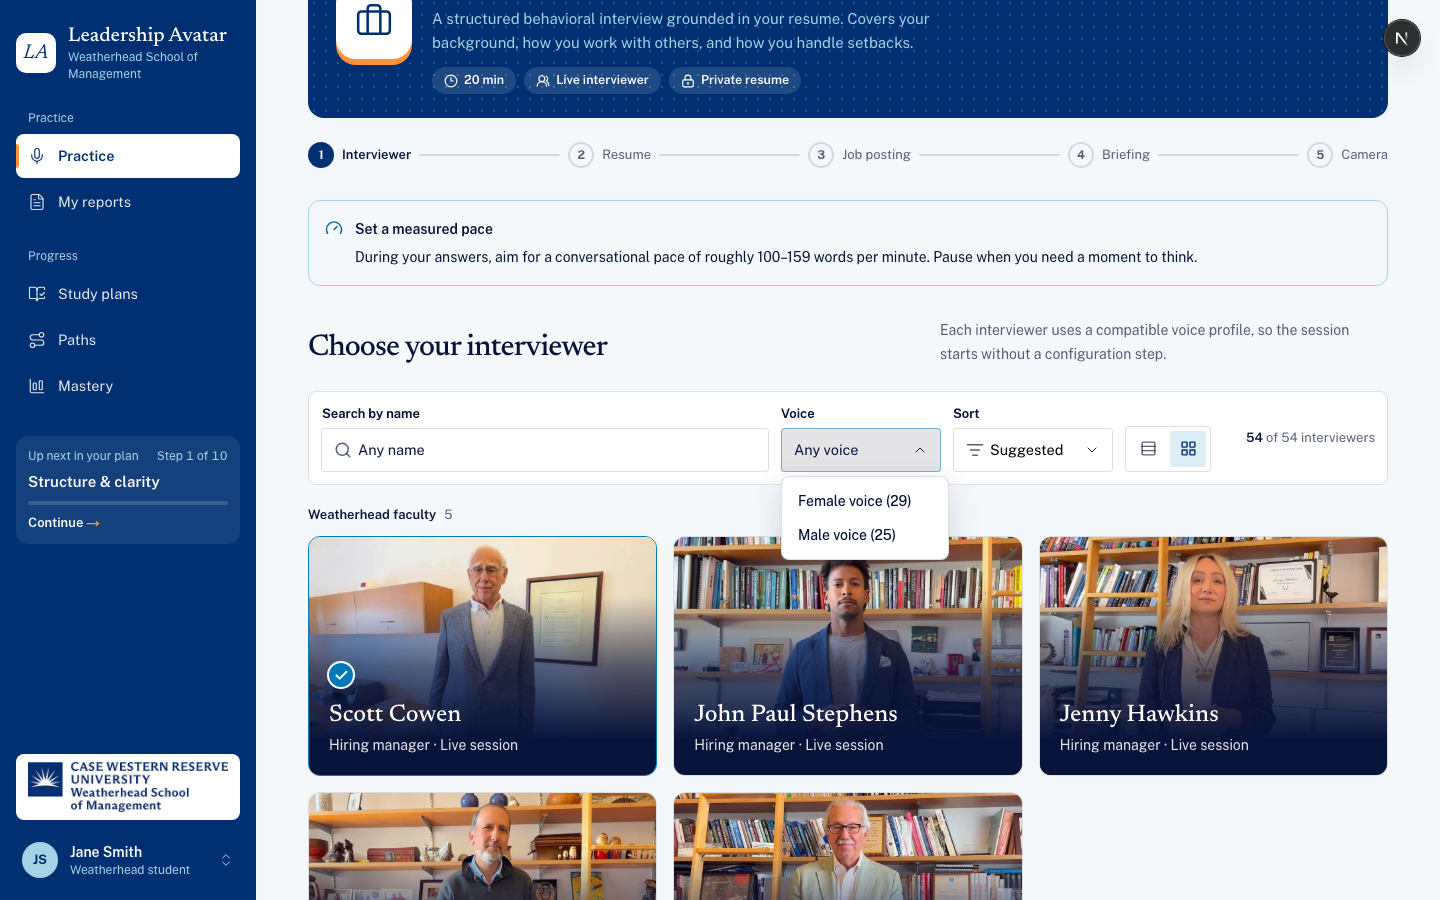 LA
Leadership Avatar
Weatherhead School of
Management
Practice
Practice
My reports
Progress
Study plans
Paths
Mastery
Up next in your plan
Step 1 of 10
Structure & clarity
Continue →
CASE WESTERN RESERVE
UNIVERSITY
Weatherhead School
of Management
JS
Jane Smith
Weatherhead student
A structured behavioral interview grounded in your resume. Covers your
background, how you work with others, and how you handle setbacks.
20 min
Live interviewer
Private resume
N
1 Interviewer
2 Resume
3 Job posting
4 Briefing
5 Camera
Set a measured pace
During your answers, aim for a conversational pace of roughly 100–159 words per minute. Pause when you need a moment to think.
Choose your interviewer
Each interviewer uses a compatible voice profile, so the session
starts without a configuration step.
Search by name
Any name
Voice
Any voice
Female voice (29)
Male voice (25)
Sort
Suggested
54 of 54 interviewers
Weatherhead faculty 5
Scott Cowen
Hiring manager · Live session
John Paul Stephens
Hiring manager · Live session
Jenny Hawkins
Hiring manager · Live session